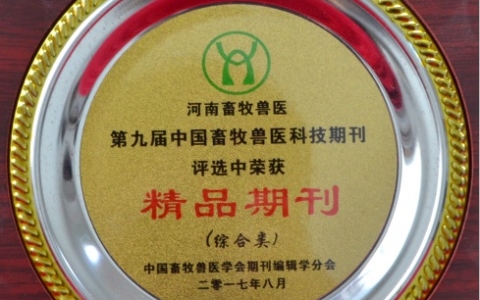 河南畜牧兽医
第九届中国畜牧兽医科技期刊
评选中荣获
精品期刊
(综合类)
中国畜牧兽医学会期刊编辑学分会
二〇一七年八月